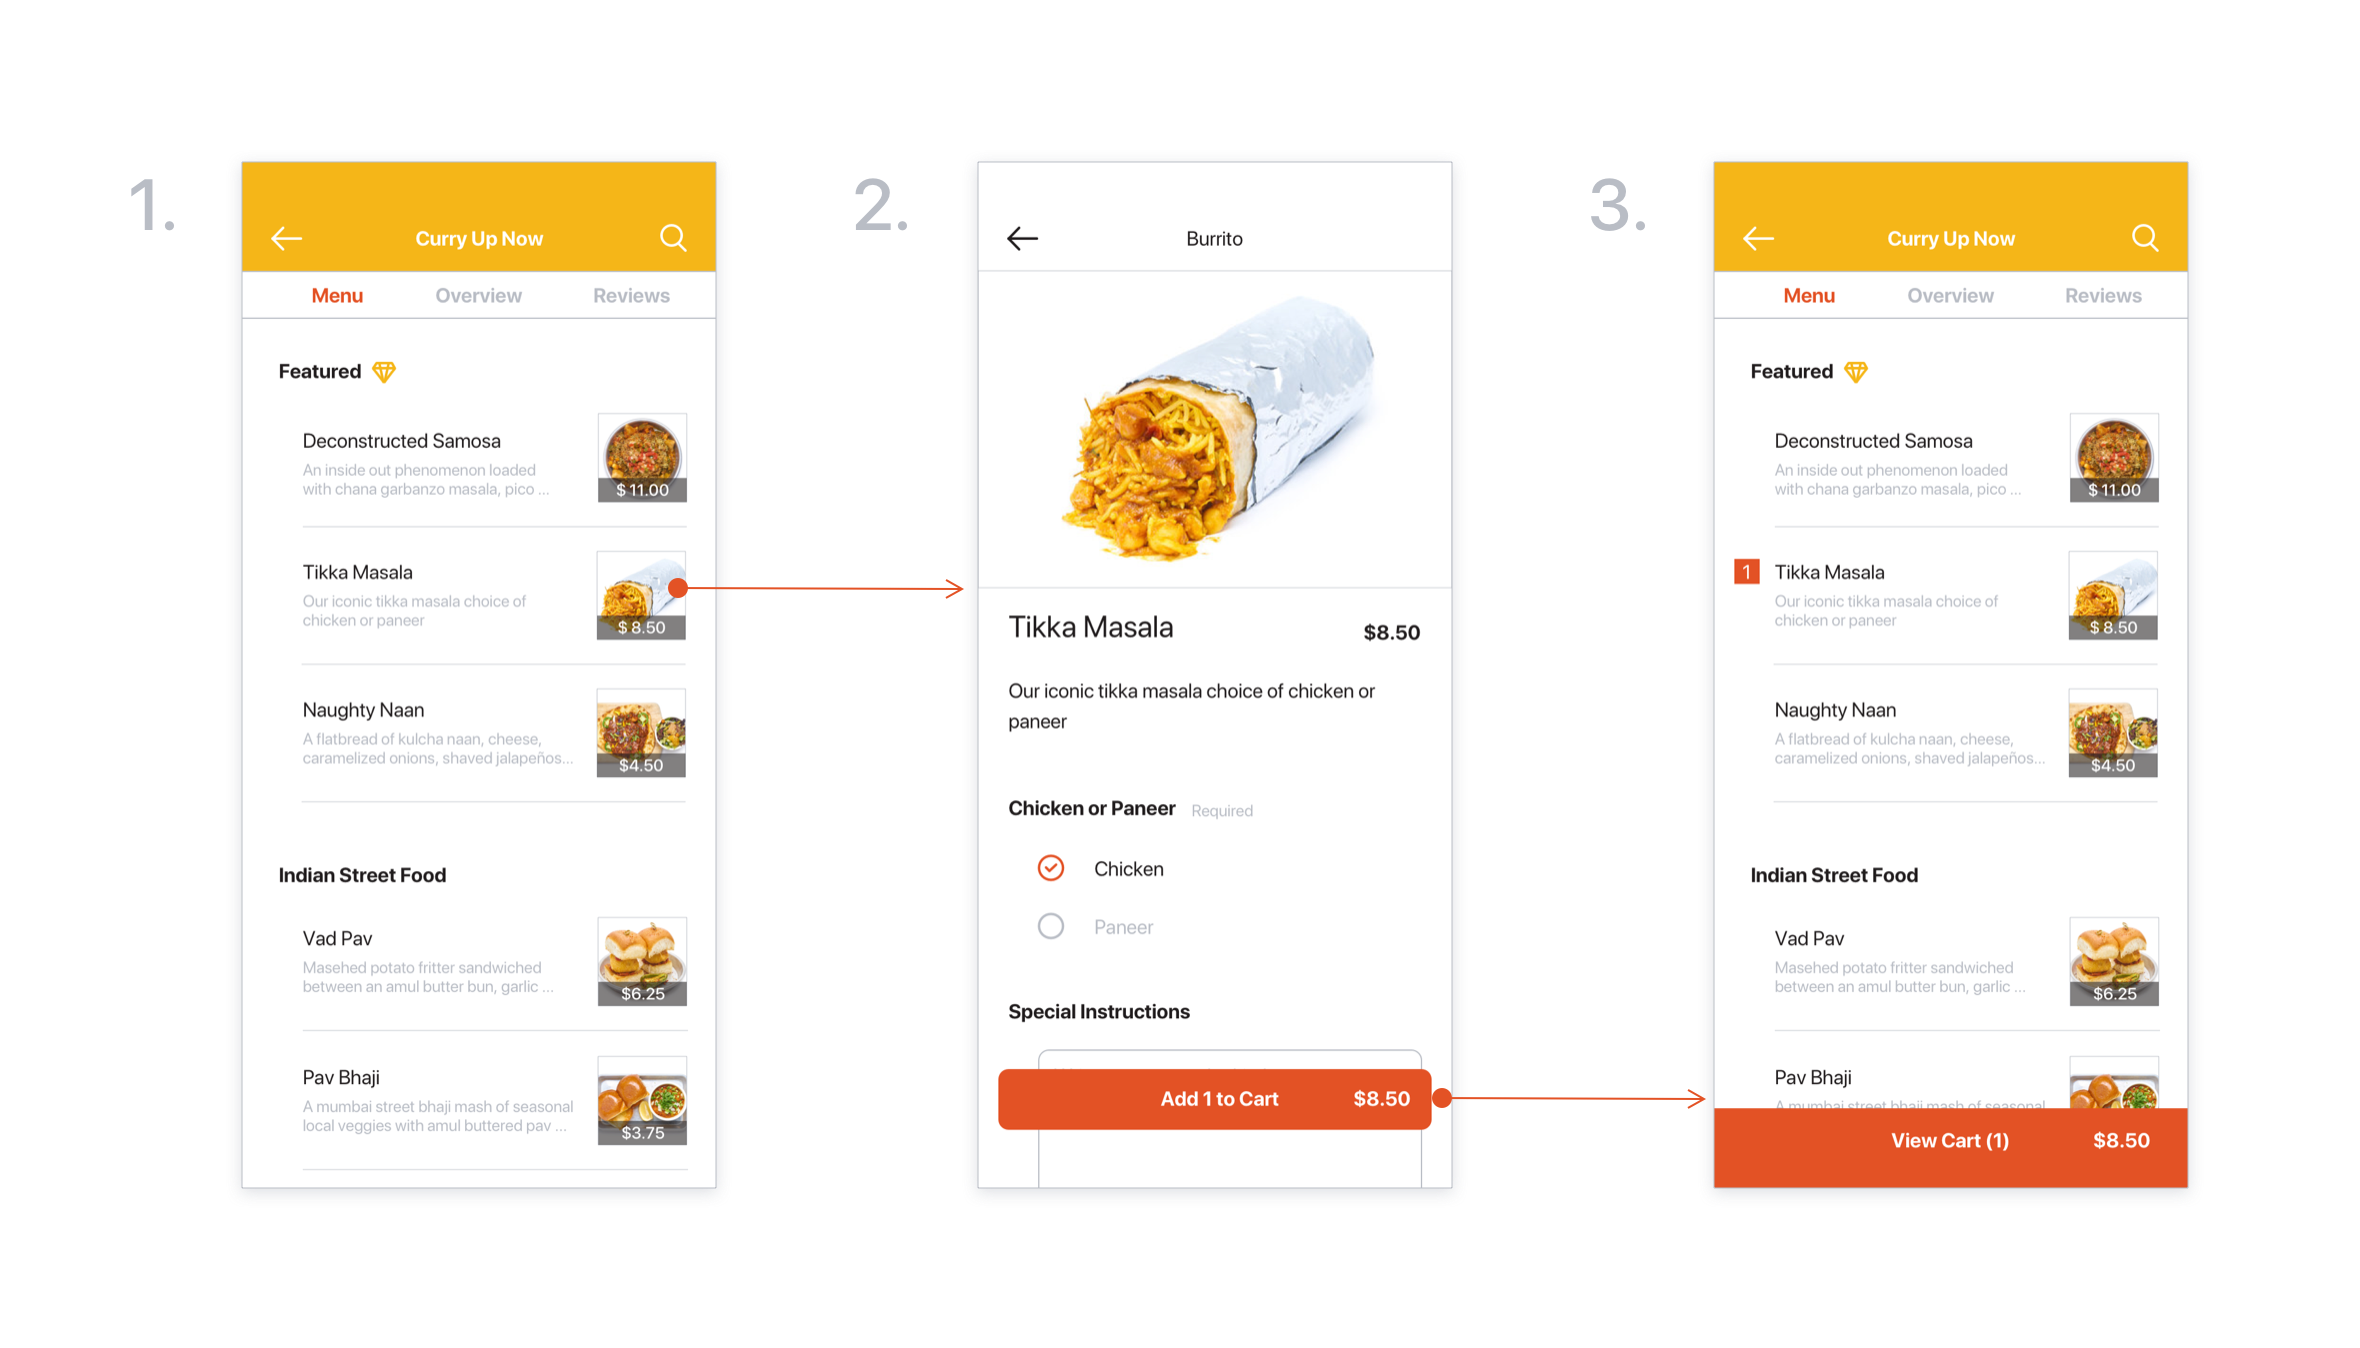 1.
Curry Up Now
Menu Overview Reviews
Featured
Deconstructed Samosa
An inside out phenomenon loaded
with chana garbanzo masala, pico ...
$ 11.00
Tikka Masala
Our iconic tikka masala choice of
chicken or paneer
$ 8.50
Naughty Naan
A flatbread of kulcha naan, cheese,
caramelized onions, shaved jalapeños...
$4.50
Indian Street Food
Vad Pav
Masehed potato fritter sandwiched
between an amul butter bun, garlic ...
$6.25
Pav Bhaji
A mumbai street bhaji mash of seasonal
local veggies with amul buttered pav ...
$3.75
2.
Burrito
Tikka Masala $8.50
Our iconic tikka masala choice of chicken or
paneer
Chicken or Paneer Required
Chicken
Paneer
Special Instructions
Add 1 to Cart $8.50
3.
Curry Up Now
Menu Overview Reviews
Featured
Deconstructed Samosa
An inside out phenomenon loaded
with chana garbanzo masala, pico ...
$ 11.00
1 Tikka Masala
Our iconic tikka masala choice of
chicken or paneer
$ 8.50
Naughty Naan
A flatbread of kulcha naan, cheese,
caramelized onions, shaved jalapeños...
$4.50
Indian Street Food
Vad Pav
Masehed potato fritter sandwiched
between an amul butter bun, garlic ...
$6.25
Pav Bhaji
A mumbai street bhaji mash of seasonal
View Cart (1) $8.50